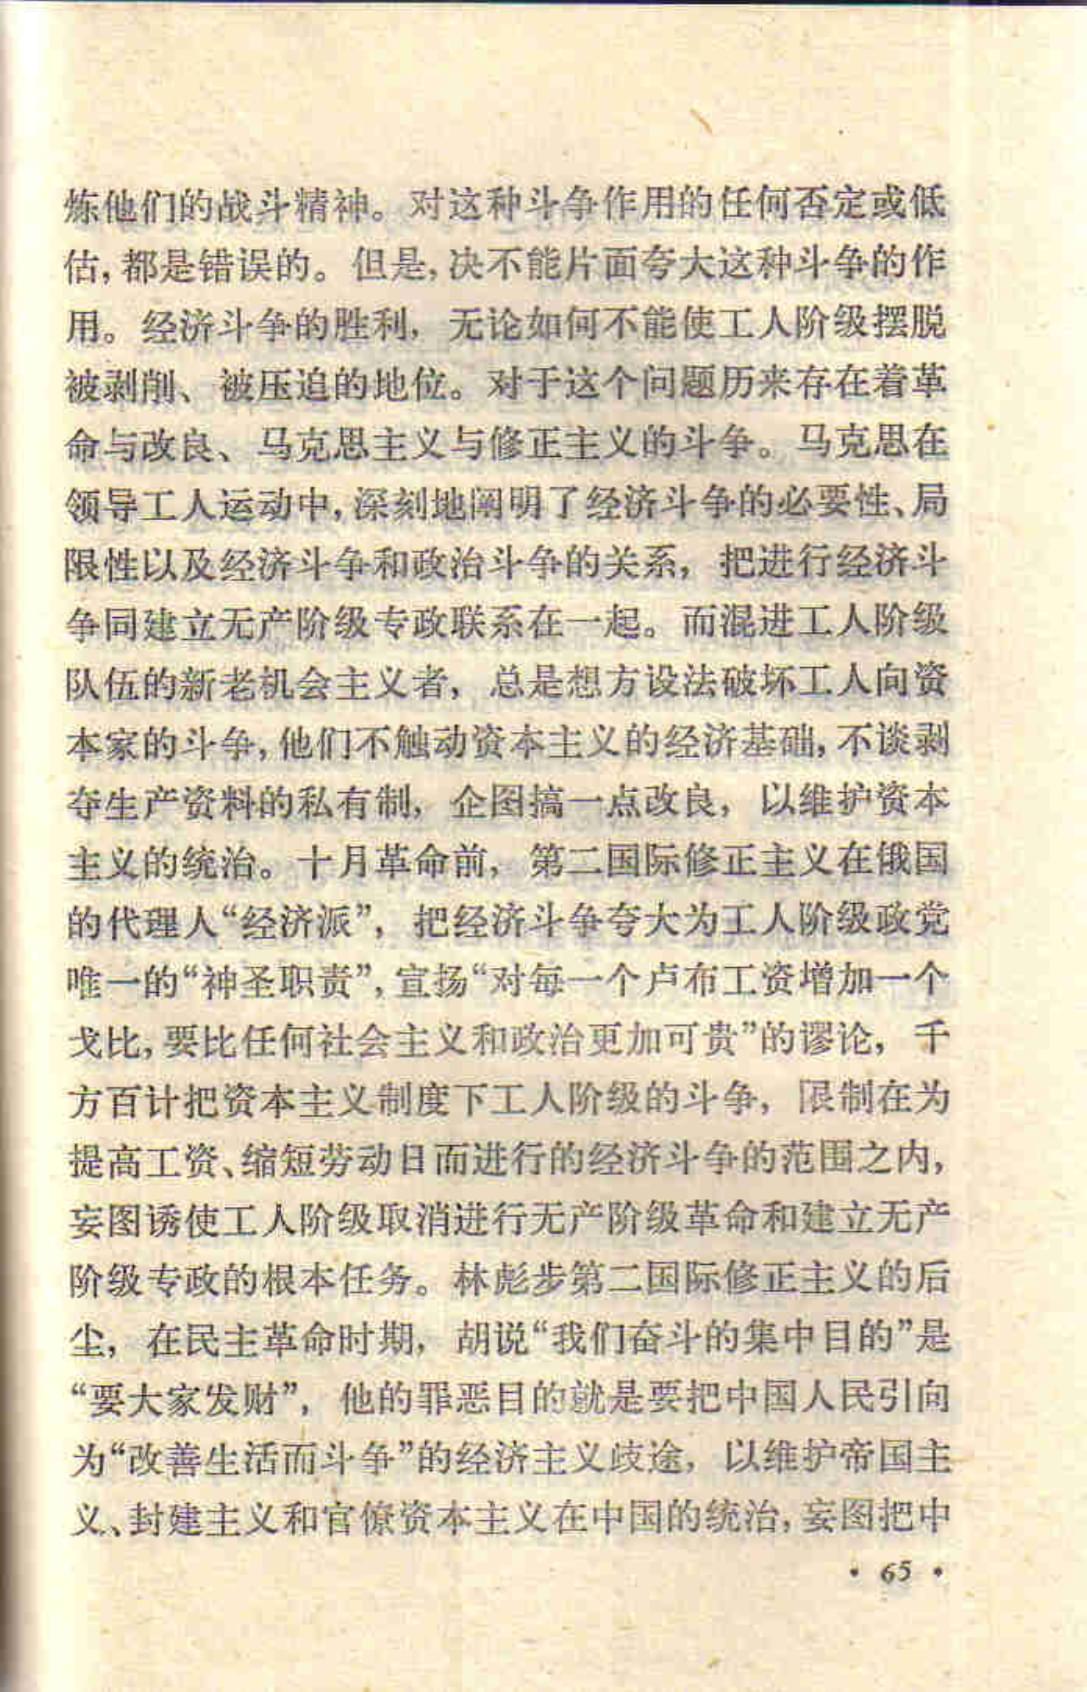 炼他们的战斗精神。对这种斗争作用的任何否定或低
估,都是错误的。但是,决不能片面夸大这种斗争的作
用。经济斗争的胜利,无论如何不能使工人阶级摆脱
被剥削、被压迫的地位。对于这个问题历来存在着革
命与改良、马克思主义与修正主义的斗争。马克思在
领导工人运动中,深刻地阐明了经济斗争的必要性、局
限性以及经济斗争和政治斗争的关系,把进行经济斗
争同建立无产阶级专政联系在一起。而混进工人阶级
队伍的新老机会主义者,总是想方设法破坏工人向资
本家的斗争,他们不触动资本主义的经济基础,不谈剥
夺生产资料的私有制,企图搞一点改良,以维护资本
主义的统治。十月革命前,第二国际修正主义在俄国
的代理人“经济派”,把经济斗争夸大为工人阶级政党
唯一的“神圣职责”,宣扬“对每一个卢布工资增加一个
戈比,要比任何社会主义和政治更加可贵”的谬论,千
方百计把资本主义制度下工人阶级的斗争,限制在为
提高工资、缩短劳动日而进行的经济斗争的范围之内,
妄图诱使工人阶级取消进行无产阶级革命和建立无产
阶级专政的根本任务。林彪步第二国际修正主义的后
尘,在民主革命时期,胡说“我们奋斗的集中目的”是
“要大家发财”,他的罪恶目的就是要把中国人民引向
为“改善生活而斗争”的经济主义歧途,以维护帝国主
义、封建主义和官僚资本主义在中国的统治,妄图把中
• 65 •